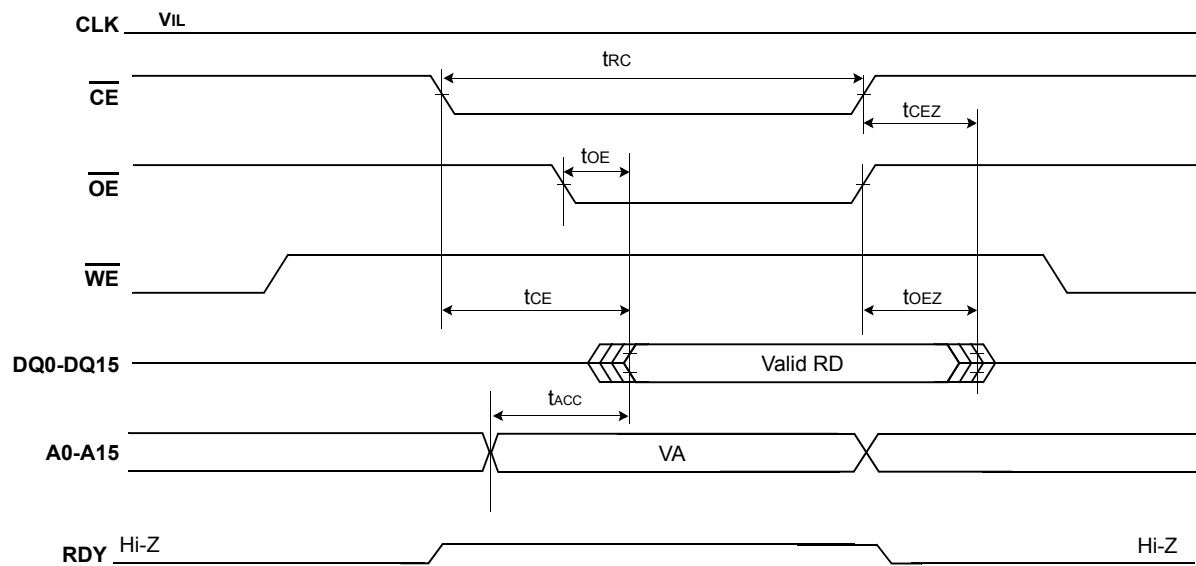 CLK VIL
tRC
CE
tCEZ
tOE
OE
WE
tCE
tOEZ
DQ0-DQ15 Valid RD
tACC
A0-A15 VA
RDY Hi-Z Hi-Z